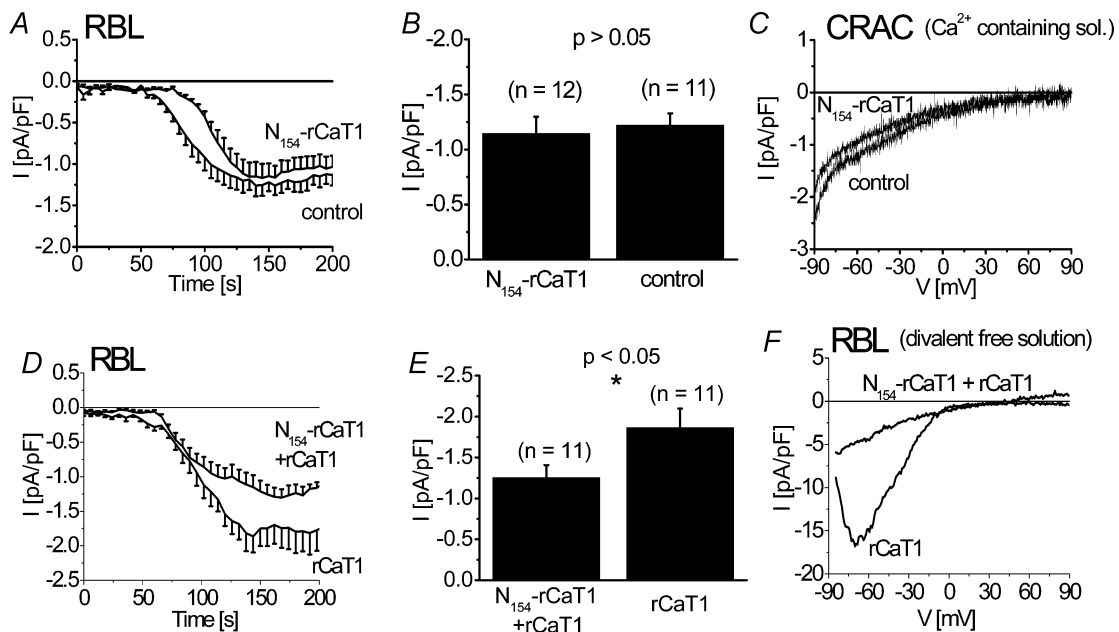 A RBL
0.5
0.0
-0.5
-1.0
-1.5
-2.0
I [pA/pF]
N154-rCaT1
control
0 50 100 150 200
Time [s]
B
p > 0.05
-2.0
-1.5
-1.0
-0.5
0.0
I [pA/pF]
(n = 12) (n = 11)
N154-rCaT1 control
C CRAC (Ca2+ containing sol.)
0
-1
-2
-3
I [pA/pF]
N154-rCaT1
control
-90 -60 -30 0 30 60 90
V [mV]
D RBL
0.5
0.0
-0.5
-1.0
-1.5
-2.0
-2.5
I [pA/pF]
N154-rCaT1
+rCaT1
rCaT1
0 50 100 150 200
Time [s]
E
p < 0.05
*
-2.5
-2.0
-1.5
-1.0
-0.5
0.0
I [pA/pF]
(n = 11) (n = 11)
N154-rCaT1
+rCaT1
rCaT1
F RBL (divalent free solution)
5
0
-5
-10
-15
-20
I [pA/pF]
N154-rCaT1 + rCaT1
rCaT1
-90 -60 -30 0 30 60 90
V [mV]